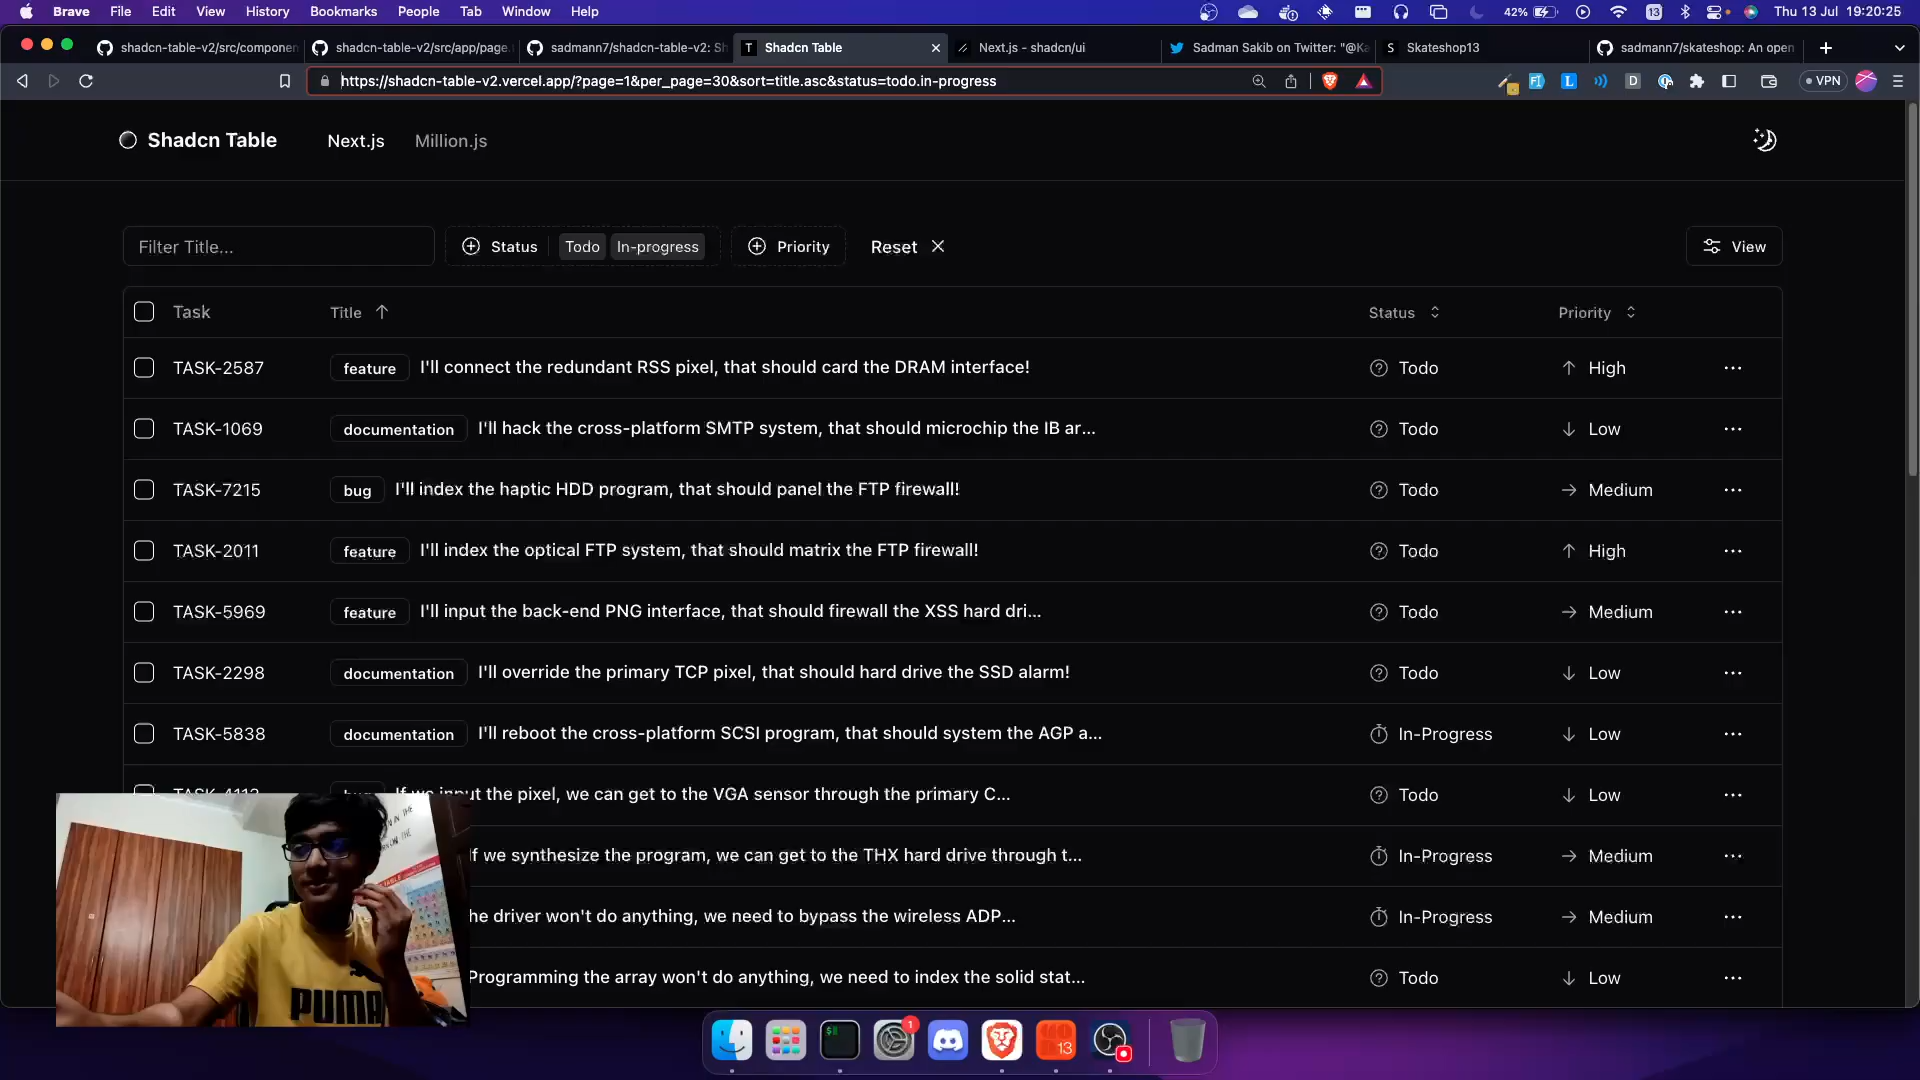 Brave File Edit View History Bookmarks People Tab Window Help 42% 13 Thu 13 Jul 19:20:25
shadcn-table-v2/src/componen
shadcn-table-v2/src/app/page.
sadmann7/shadcn-table-v2: Sh
T Shadcn Table
Next.js - shadcn/ui
Sadman Sakib on Twitter: "@Ka
S Skateshop13
sadmann7/skateshop: An open
https://shadcn-table-v2.vercel.app/?page=1&per_page=30&sort=title.asc&status=todo.in-progress
L D VPN
Shadcn Table Next.js Million.js
Filter Title... Status Todo In-progress Priority Reset View
Task Title Status Priority
TASK-2587 feature I'll connect the redundant RSS pixel, that should card the DRAM interface! Todo High
TASK-1069 documentation I'll hack the cross-platform SMTP system, that should microchip the IB ar... Todo Low
TASK-7215 bug I'll index the haptic HDD program, that should panel the FTP firewall! Todo Medium
TASK-2011 feature I'll index the optical FTP system, that should matrix the FTP firewall! Todo High
TASK-5969 feature I'll input the back-end PNG interface, that should firewall the XSS hard dri... Todo Medium
TASK-2298 documentation I'll override the primary TCP pixel, that should hard drive the SSD alarm! Todo Low
TASK-5838 documentation I'll reboot the cross-platform SCSI program, that should system the AGP a... In-Progress Low
TASK-4113 bug If we input the pixel, we can get to the VGA sensor through the primary C... Todo Low
If we synthesize the program, we can get to the THX hard drive through t... In-Progress Medium
he driver won't do anything, we need to bypass the wireless ADP... In-Progress Medium
Programming the array won't do anything, we need to index the solid stat... Todo Low
PUMA
1
13